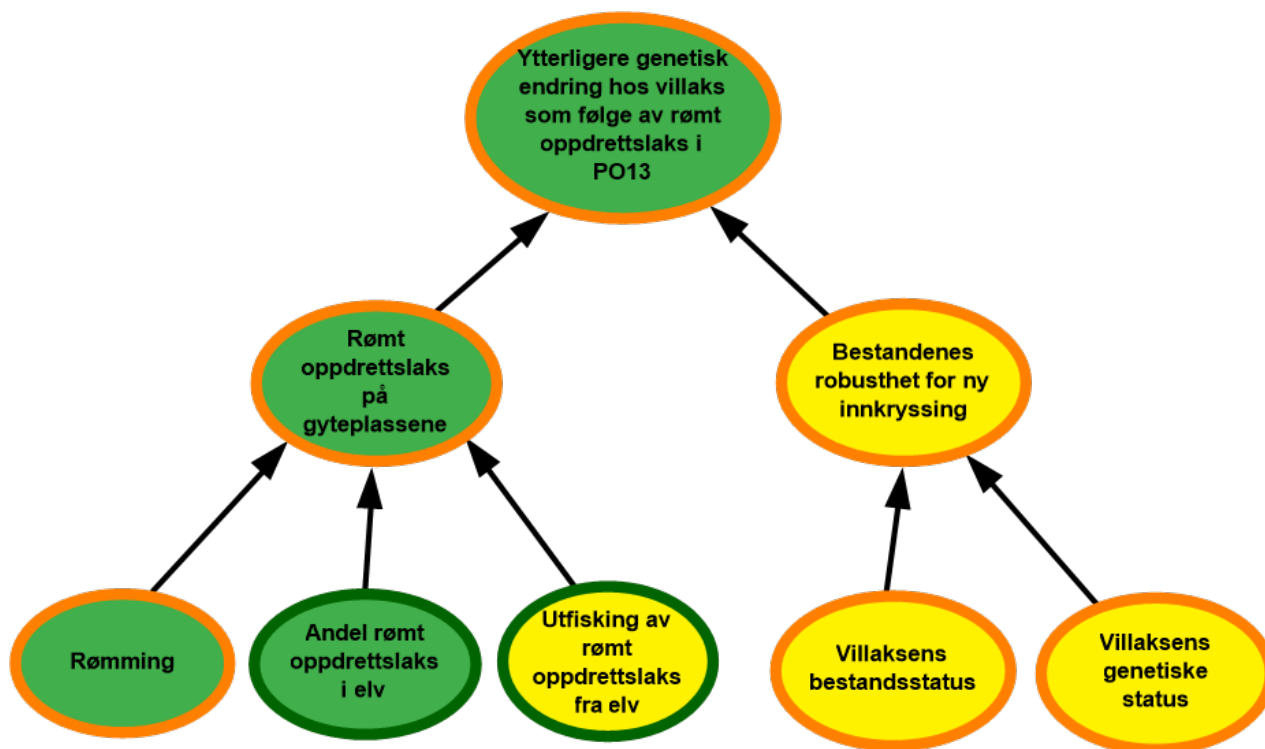 Ytterligere genetisk
endring hos villaks
som følge av rømt
oppdrettslaks i
PO13
Rømt
oppdrettslaks
på
gyteplassene
Bestandenes
robusthet for ny
innkryssing
Rømming
Andel rømt
oppdrettslaks
i elv
Utfisking av
rømt
oppdrettslaks
fra elv
Villaksens
bestandsstatus
Villaksens
genetiske
status